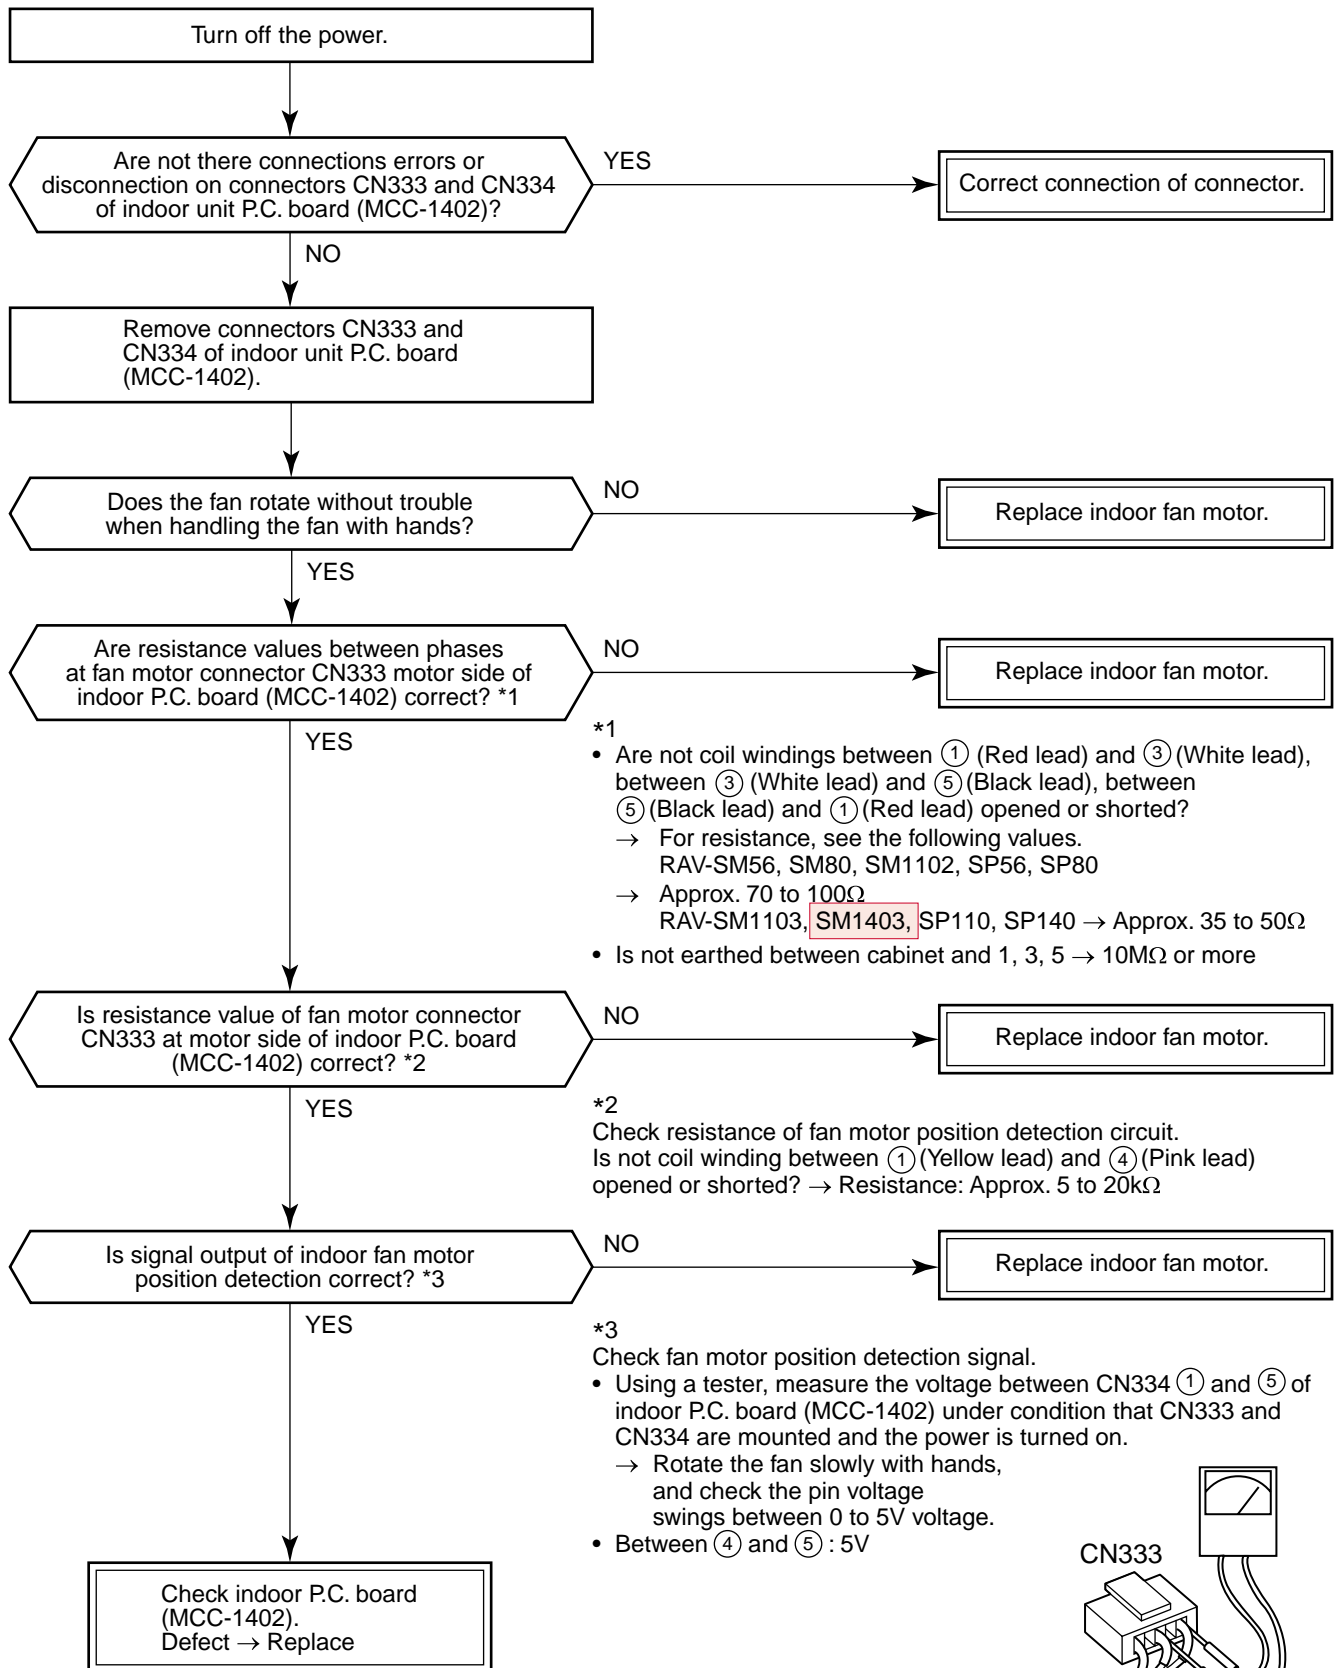 Turn off the power.
Are not there connections errors or
disconnection on connectors CN333 and CN334
of indoor unit P.C. board (MCC-1402)?
YES
Correct connection of connector.
NO
Remove connectors CN333 and
CN334 of indoor unit P.C. board
(MCC-1402).
Does the fan rotate without trouble
when handling the fan with hands?
NO
Replace indoor fan motor.
YES
Are resistance values between phases
at fan motor connector CN333 motor side of
indoor P.C. board (MCC-1402) correct? *1
NO
Replace indoor fan motor.
YES
*1
• Are not coil windings between ① (Red lead) and ③ (White lead),
between ③ (White lead) and ⑤ (Black lead), between
⑤ (Black lead) and ① (Red lead) opened or shorted?
→ For resistance, see the following values.
RAV-SM56, SM80, SM1102, SP56, SP80
→ Approx. 70 to 100Ω
RAV-SM1103, SM1403, SP110, SP140 → Approx. 35 to 50Ω
• Is not earthed between cabinet and 1, 3, 5 → 10MΩ or more
Is resistance value of fan motor connector
CN333 at motor side of indoor P.C. board
(MCC-1402) correct? *2
NO
Replace indoor fan motor.
YES
*2
Check resistance of fan motor position detection circuit.
Is not coil winding between ① (Yellow lead) and ④ (Pink lead)
opened or shorted? → Resistance: Approx. 5 to 20kΩ
Is signal output of indoor fan motor
position detection correct? *3
NO
Replace indoor fan motor.
YES
*3
Check fan motor position detection signal.
• Using a tester, measure the voltage between CN334 ① and ⑤ of
indoor P.C. board (MCC-1402) under condition that CN333 and
CN334 are mounted and the power is turned on.
→ Rotate the fan slowly with hands,
and check the pin voltage
swings between 0 to 5V voltage.
• Between ④ and ⑤ : 5V
CN333
Check indoor P.C. board
(MCC-1402).
Defect → Replace